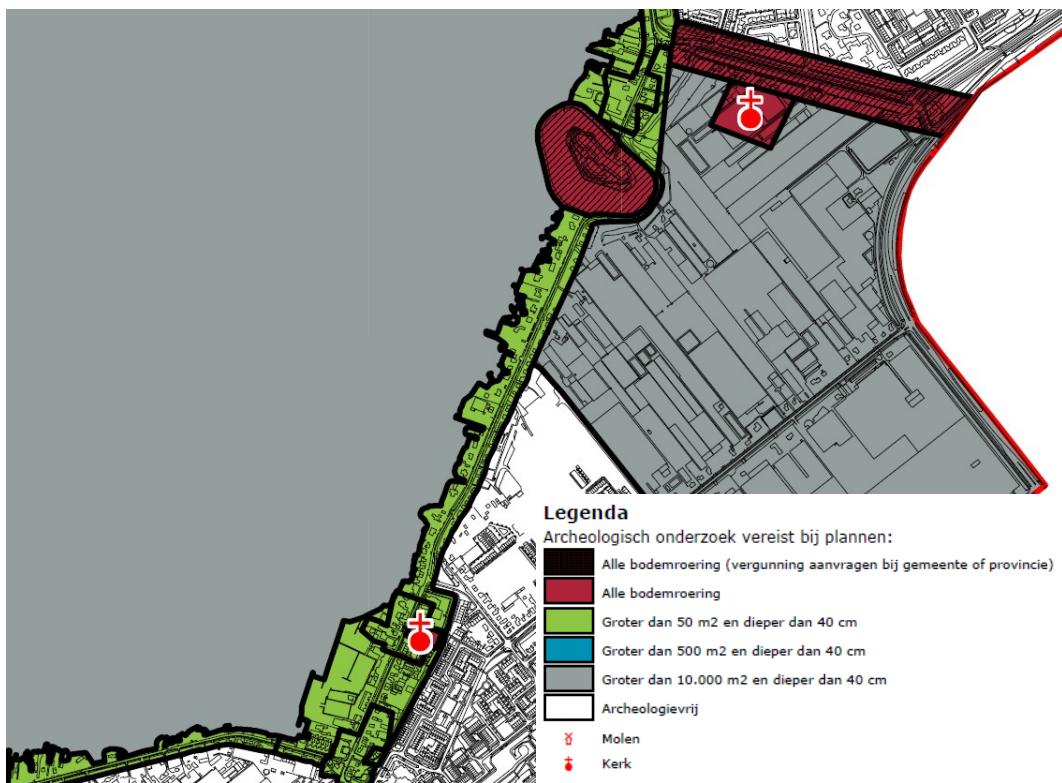 Legenda
Archeologisch onderzoek vereist bij plannen:
Alle bodemroering (vergunning aanvragen bij gemeente of provincie)
Alle bodemroering
Groter dan 50 m2 en dieper dan 40 cm
Groter dan 500 m2 en dieper dan 40 cm
Groter dan 10.000 m2 en dieper dan 40 cm
Archeologievrij
Molen
Kerk